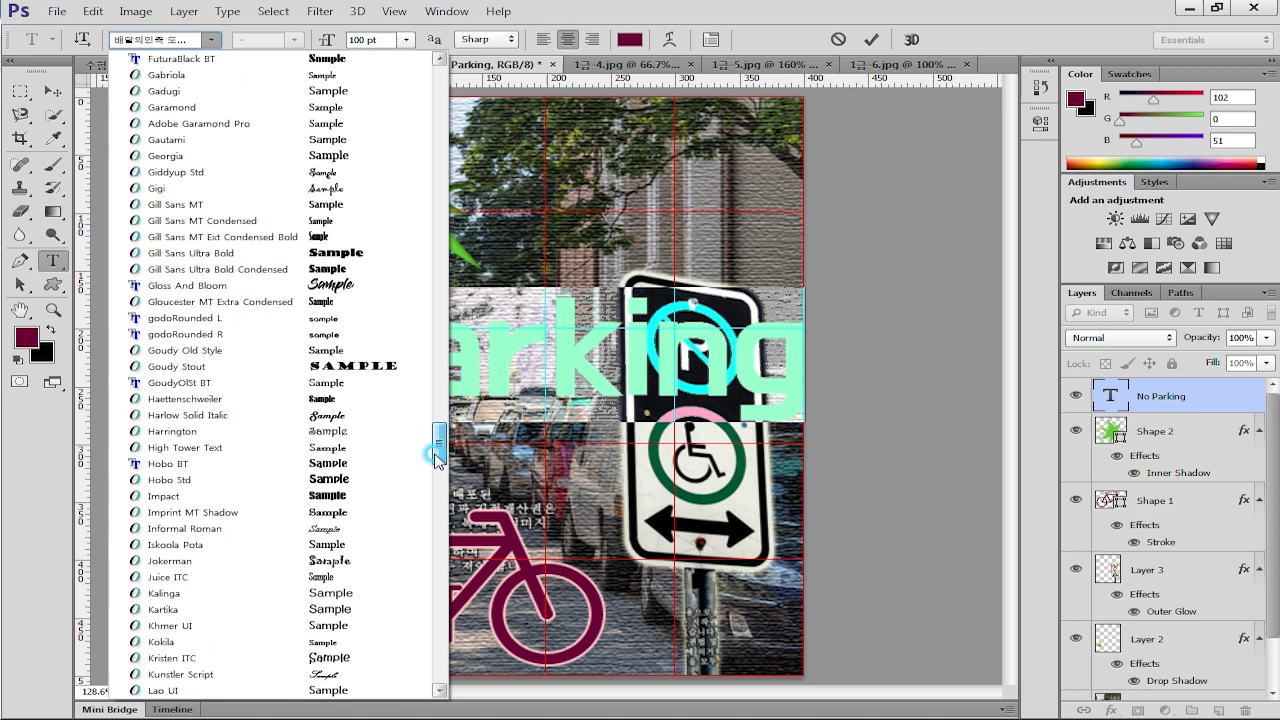 Ps File Edit Image Layer Type Select Filter 3D View Window Help
배달의민족 도... - 100 pt aa Sharp 3D Essentials
Parking, RGB/8) * × 1급-4.jpg @ 66.7% 1급-5.jpg @ 160% 1급-6.jpg @ 100%
150 200 250 300 350 400 450 500
FuturaBlack BT Sample
Gabriola Sample
Gadugi Sample
Garamond Sample
Adobe Garamond Pro Sample
Gautami Sample
Georgia Sample
Giddyup Std Sample
Gigi Sample
Gill Sans MT Sample
Gill Sans MT Condensed Sample
Gill Sans MT Ext Condensed Bold Sample
Gill Sans Ultra Bold Sample
Gill Sans Ultra Bold Condensed Sample
Gloss And Bloom Sample
Gloucester MT Extra Condensed Sample
godoRounded L sample
godoRounded R sample
Goudy Old Style Sample
Goudy Stout SAMPLE
GoudyOlSt BT Sample
Haettenschweiler Sample
Harlow Solid Italic Sample
Harrington Sample
High Tower Text Sample
Hobo BT Sample
Hobo Std Sample
Impact Sample
Imprint MT Shadow Sample
Informal Roman Sample
Iskoola Pota Sample
Jokerman Sample
Juice ITC Sample
Kalinga Sample
Kartika Sample
Khmer UI Sample
Kokila Sample
Kristen ITC Sample
Kunstler Script Sample
Lao UI Sample
arking
128.6%
Mini Bridge Timeline
Color Swatches
R 102
0
B 51
Adjustments Styles
Add an adjustment
Layers Channels Paths
Kind
Normal Opacity: 100%
Lock: Fill: 100%
T No Parking
Shape 2 fx
Effects
Inner Shadow
Shape 1 fx
Effects
Stroke
Layer 3 fx
Effects
Outer Glow
Layer 2 fx
Effects
Drop Shadow